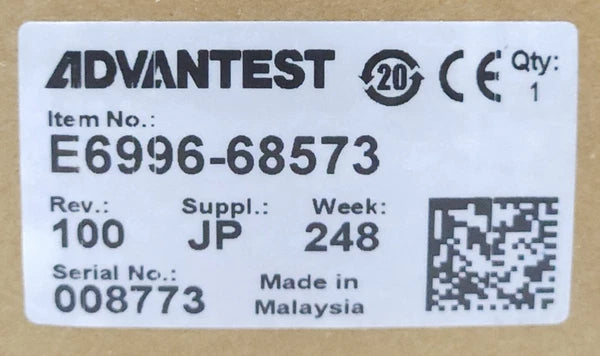 ADVANTEST 20 CE Qty:
1
Item No.:
E6996-68573
Rev.: Suppl.: Week:
100 JP 248
Serial No.: Made in
008773 Malaysia